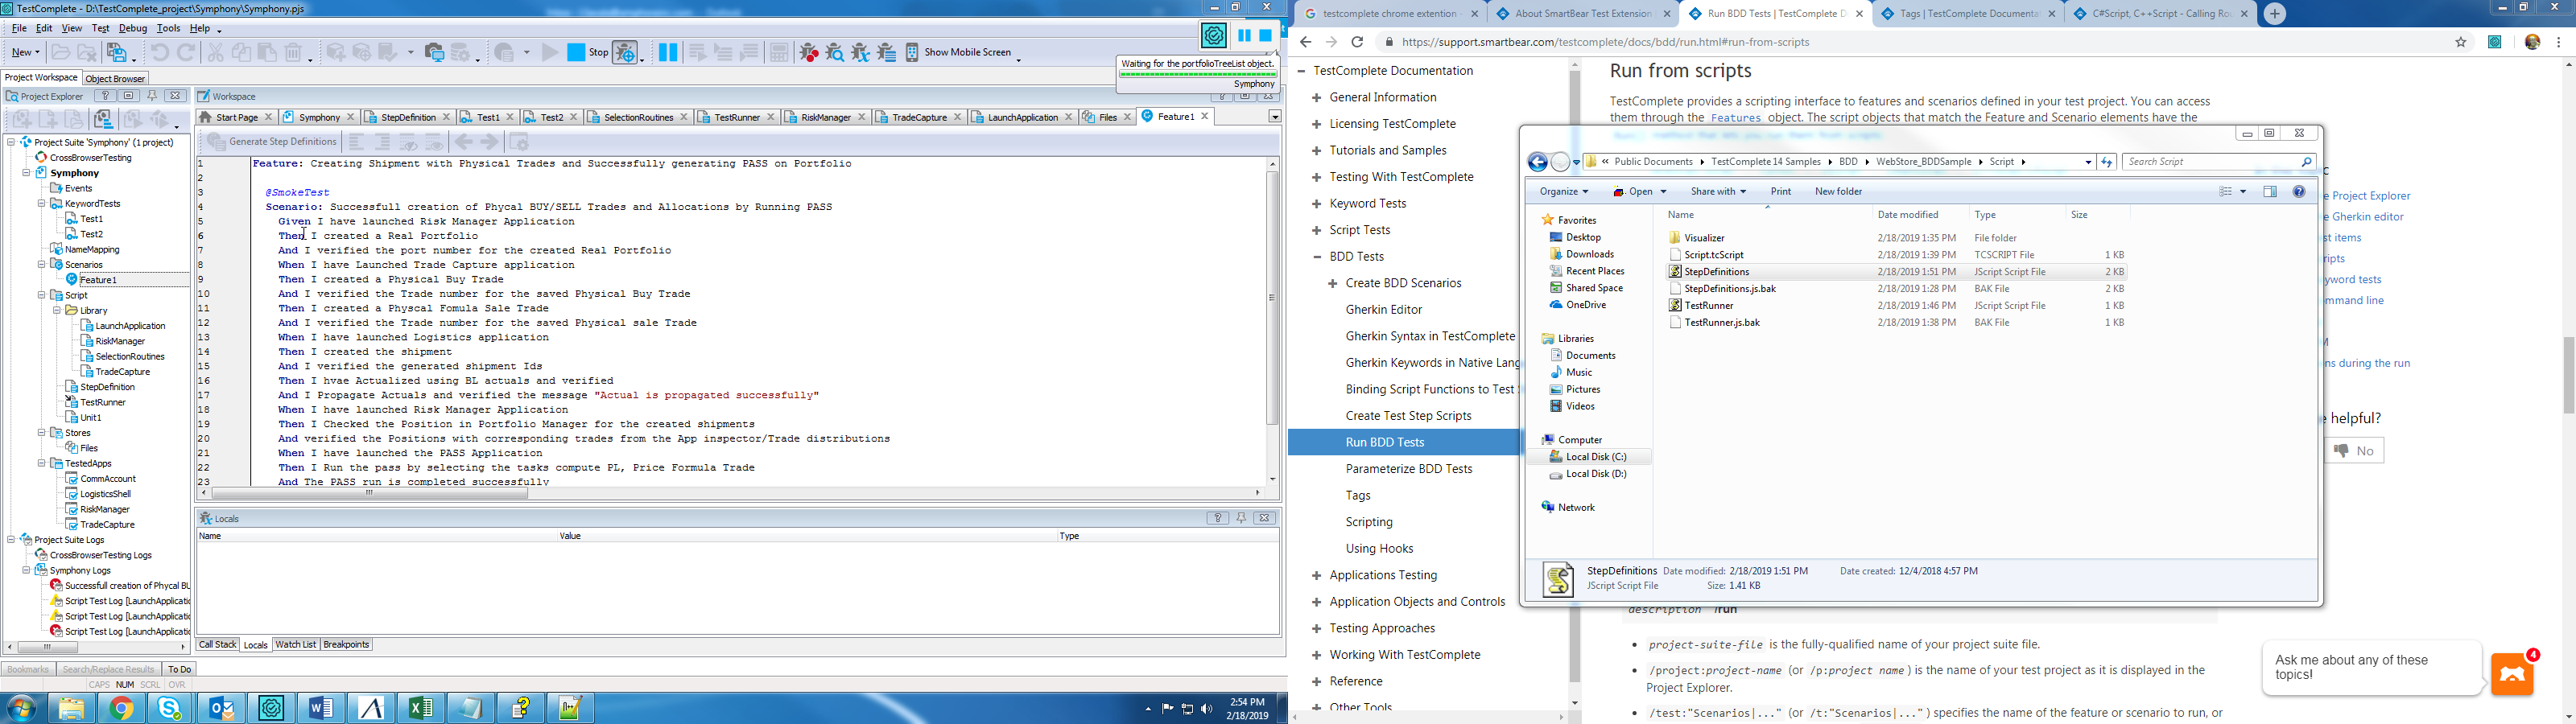 TestComplete - D:\TestComplete_project\Symphony\Symphony.pjs
File Edit View Test Debug Tools Help
New
Stop
Show Mobile Screen
Waiting for the portfolioTreeList object.
Symphony
Project Workspace Object Browser
Project Explorer
Project Suite 'Symphony' (1 project)
CrossBrowserTesting
Symphony
Events
KeywordTests
Test1
Test2
NameMapping
Scenarios
Feature1
Script
Library
LaunchApplication
RiskManager
SelectionRoutines
TradeCapture
StepDefinition
TestRunner
Unit1
Stores
Files
TestedApps
CommAccount
LogisticsShell
RiskManager
TradeCapture
Project Suite Logs
CrossBrowserTesting Logs
Symphony Logs
Successfull creation of Phycal BU
Script Test Log [LaunchApplicatio
Script Test Log [LaunchApplicatio
Script Test Log [LaunchApplicatio
Workspace
Start Page Symphony StepDefinition Test1 Test2 SelectionRoutines TestRunner RiskManager TradeCapture LaunchApplication Files Feature1
Generate Step Definitions
1 Feature: Creating Shipment with Physical Trades and Successfully generating PASS on Portfolio
2
3 @SmokeTest
4 Scenario: Successfull creation of Phycal BUY/SELL Trades and Allocations by Running PASS
5 Given I have launched Risk Manager Application
6 Then I created a Real Portfolio
7 And I verified the port number for the created Real Portfolio
8 When I have Launched Trade Capture application
9 Then I created a Physical Buy Trade
10 And I verified the Trade number for the saved Physical Buy Trade
11 Then I created a Physcal Fomula Sale Trade
12 And I verified the Trade number for the saved Physical sale Trade
13 When I have launched Logistics application
14 Then I created the shipment
15 And I verified the generated shipment Ids
16 Then I hvae Actualized using BL actuals and verified
17 And I Propagate Actuals and verified the message "Actual is propagated successfully"
18 When I have launched Risk Manager Application
19 Then I Checked the Position in Portfolio Manager for the created shipments
20 And verified the Positions with corresponding trades from the App inspector/Trade distributions
21 When I have launched the PASS Application
22 Then I Run the pass by selecting the tasks compute PL, Price Formula Trade
23 And The PASS run is completed successfully
Locals
Name Value Type
Call Stack Locals Watch List Breakpoints
Bookmarks Search/Replace Results To Do
CAPS NUM SCRL OVR
2:54 PM
2/18/2019
testcomplete chrome extention
About SmartBear Test Extension
Run BDD Tests | TestComplete D
Tags | TestComplete Documenta
C#Script, C++Script - Calling Rou
https://support.smartbear.com/testcomplete/docs/bdd/run.html#run-from-scripts
TestComplete Documentation
General Information
Licensing TestComplete
Tutorials and Samples
Testing With TestComplete
Keyword Tests
Script Tests
BDD Tests
Create BDD Scenarios
Gherkin Editor
Gherkin Syntax in TestComplete
Gherkin Keywords in Native Lang
Binding Script Functions to Test
Create Test Step Scripts
Run BDD Tests
Parameterize BDD Tests
Tags
Scripting
Using Hooks
Applications Testing
Application Objects and Controls
Testing Approaches
Working With TestComplete
Reference
Other Tools
Run from scripts
TestComplete provides a scripting interface to features and scenarios defined in your test project. You can access
them through the Features object. The script objects that match the Feature and Scenario elements have the
Public Documents TestComplete 14 Samples BDD WebStore_BDDSample Script
Search Script
Organize Open Share with Print New folder
Favorites
Desktop
Downloads
Recent Places
Shared Space
OneDrive
Libraries
Documents
Music
Pictures
Videos
Computer
Local Disk (C:)
Local Disk (D:)
Network
Name Date modified Type Size
Visualizer 2/18/2019 1:35 PM File folder
Script.tcScript 2/18/2019 1:39 PM TCSCRIPT File 1 KB
StepDefinitions 2/18/2019 1:51 PM JScript Script File 2 KB
StepDefinitions.js.bak 2/18/2019 1:28 PM BAK File 2 KB
TestRunner 2/18/2019 1:46 PM JScript Script File 1 KB
TestRunner.js.bak 2/18/2019 1:38 PM BAK File 1 KB
StepDefinitions Date modified: 2/18/2019 1:51 PM Date created: 12/4/2018 4:57 PM
JScript Script File Size: 1.41 KB
e Project Explorer
e Gherkin editor
st items
ripts
yword tests
mmand line
ns during the run
e helpful?
No
description /run
project-suite-file is the fully-qualified name of your project suite file.
/project:project-name (or /p:project name) is the name of your test project as it is displayed in the
Project Explorer.
/test:"Scenarios|..." (or /t:"Scenarios|...") specifies the name of the feature or scenario to run, or
Ask me about any of these
topics!
4